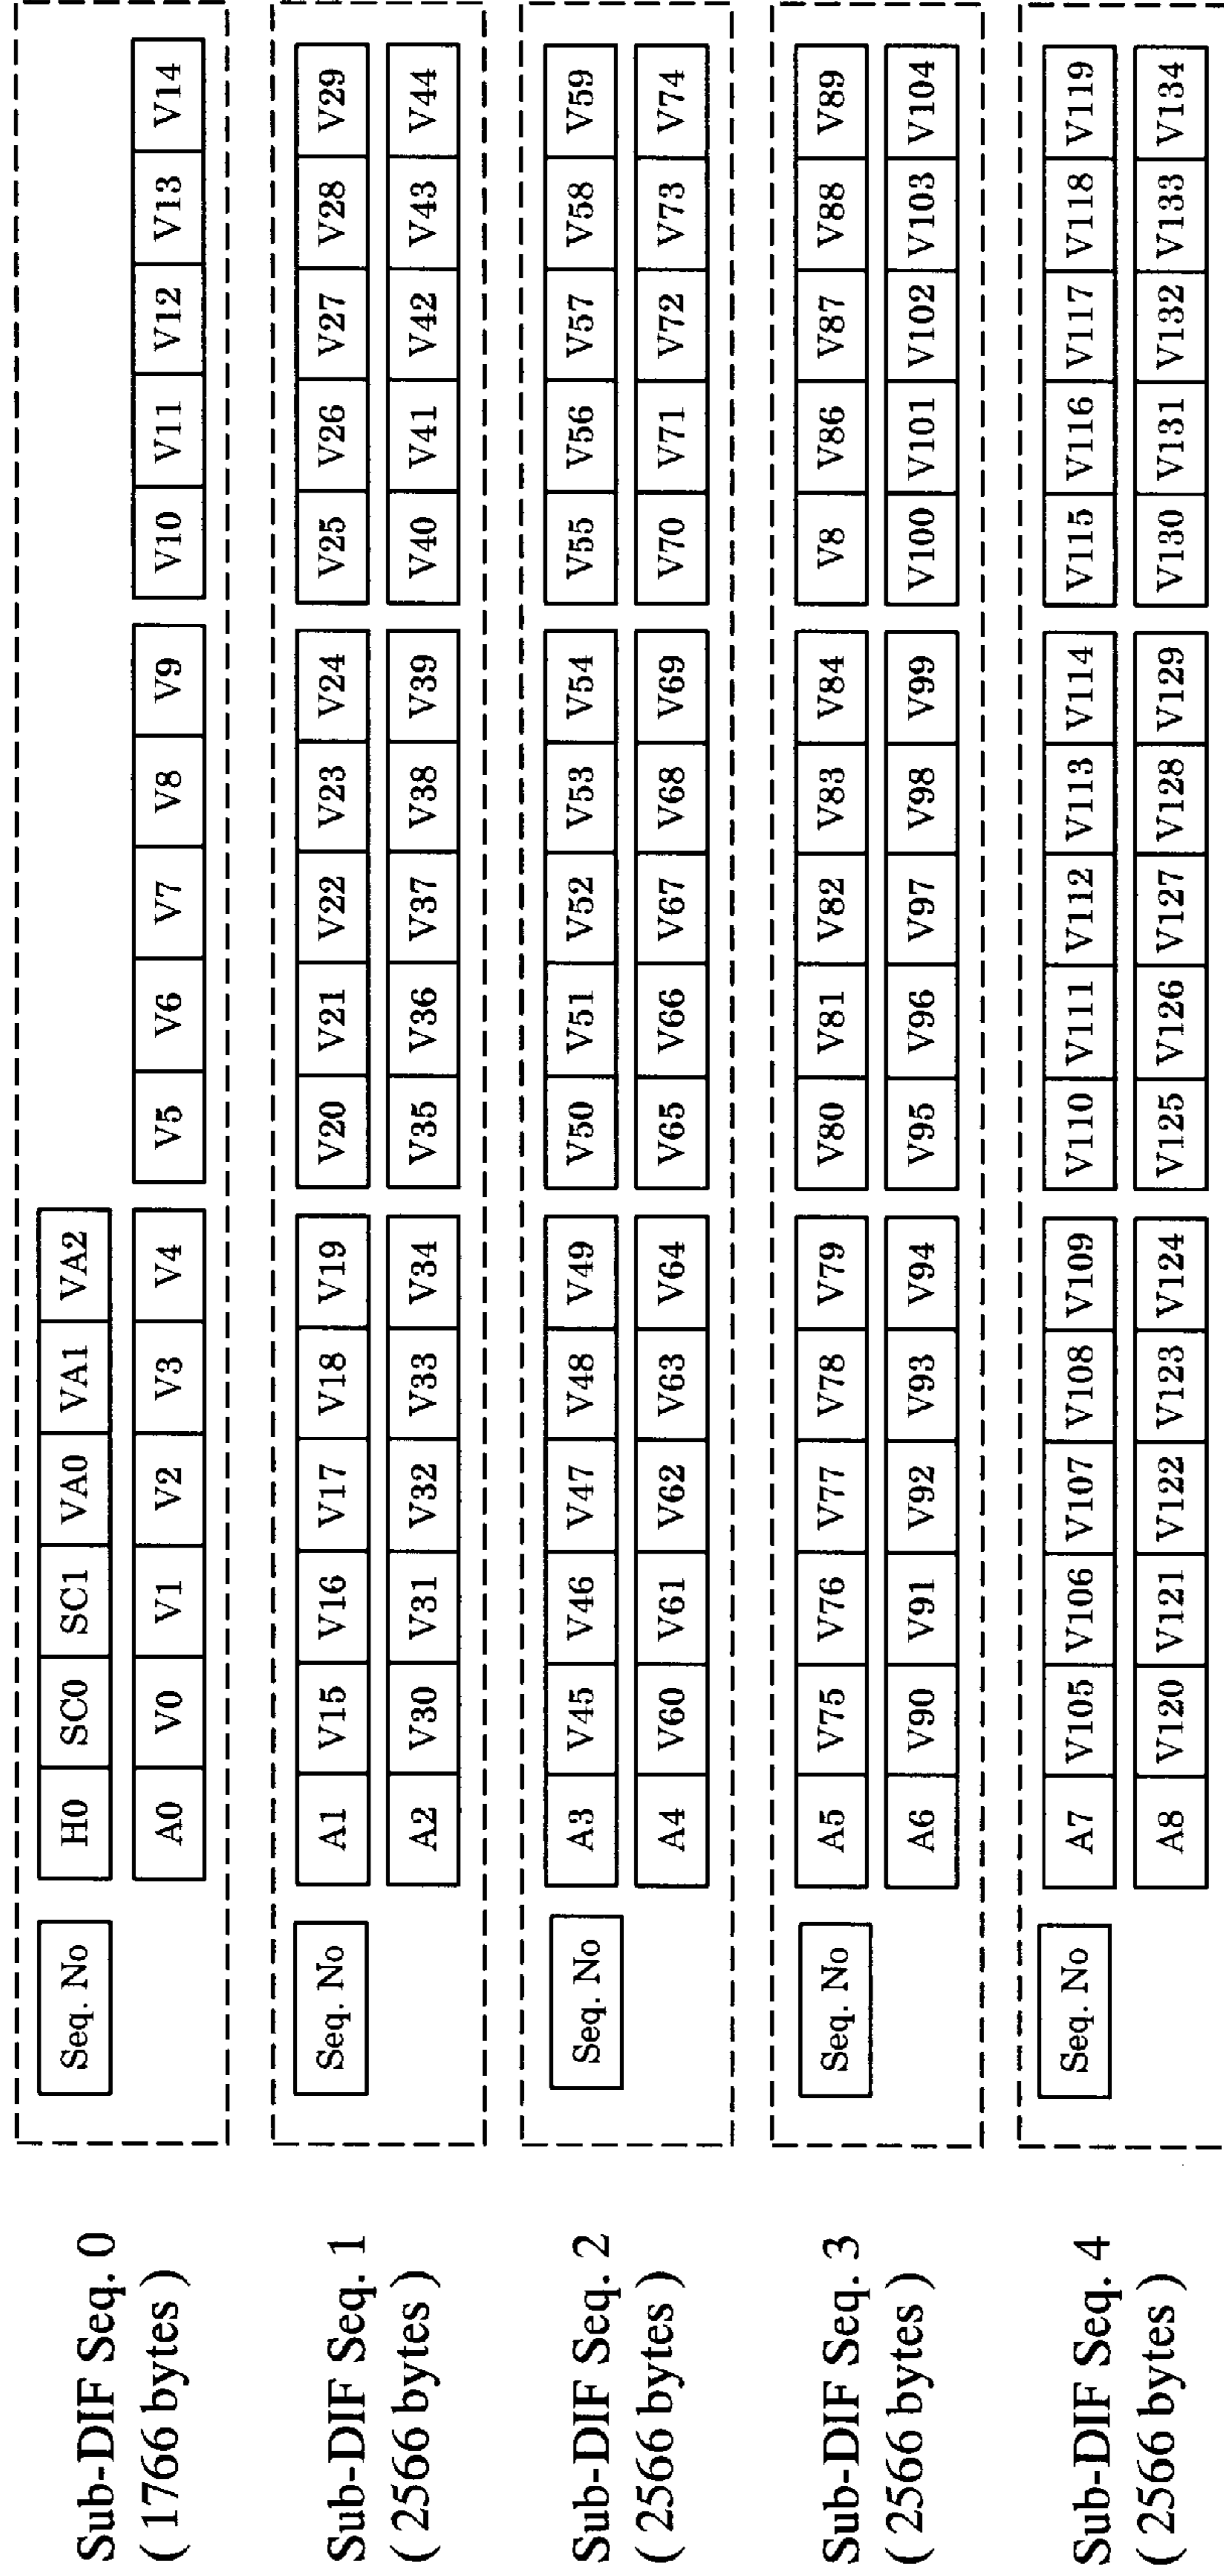 Sub-DIF Seq. 0
( 1766 bytes )
Seq. No
H0 SC0 SC1 VA0 VA1 VA2
A0 V0 V1 V2 V3 V4 V5 V6 V7 V8 V9 V10 V11 V12 V13 V14
Sub-DIF Seq. 1
( 2566 bytes )
Seq. No
A1 V15 V16 V17 V18 V19 V20 V21 V22 V23 V24 V25 V26 V27 V28 V29
A2 V30 V31 V32 V33 V34 V35 V36 V37 V38 V39 V40 V41 V42 V43 V44
Sub-DIF Seq. 2
( 2566 bytes )
Seq. No
A3 V45 V46 V47 V48 V49 V50 V51 V52 V53 V54 V55 V56 V57 V58 V59
A4 V60 V61 V62 V63 V64 V65 V66 V67 V68 V69 V70 V71 V72 V73 V74
Sub-DIF Seq. 3
( 2566 bytes )
Seq. No
A5 V75 V76 V77 V78 V79 V80 V81 V82 V83 V84 V8 V86 V87 V88 V89
A6 V90 V91 V92 V93 V94 V95 V96 V97 V98 V99 V100 V101 V102 V103 V104
Sub-DIF Seq. 4
( 2566 bytes )
Seq. No
A7 V105 V106 V107 V108 V109 V110 V111 V112 V113 V114 V115 V116 V117 V118 V119
A8 V120 V121 V122 V123 V124 V125 V126 V127 V128 V129 V130 V131 V132 V133 V134